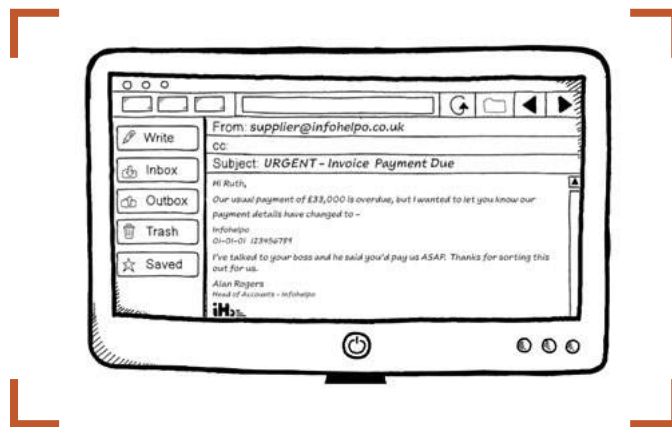 Write
Inbox
Outbox
Trash
Saved
From: supplier@infohelpo.co.uk
cc:
Subject: URGENT - Invoice Payment Due
Hi Ruth,
Our usual payment of £33,000 is overdue, but I wanted to let you know our
payment details have changed to -
Infohelpo
01-01-01 123456789
I've talked to your boss and he said you'd pay us ASAP. Thanks for sorting this
out for us.
Alan Rogers
Head of Accounts - Infohelpo